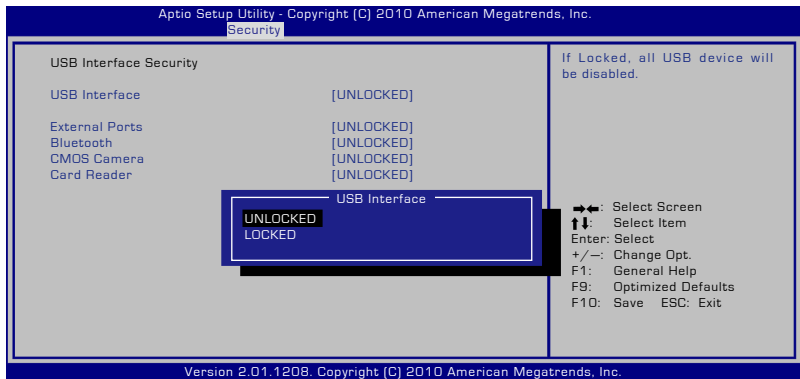 Aptio Setup Utility - Copyright (C) 2010 American Megatrends, Inc.
Security
USB Interface Security
USB Interface [UNLOCKED]
External Ports [UNLOCKED]
Bluetooth [UNLOCKED]
CMOS Camera [UNLOCKED]
Card Reader [UNLOCKED]
USB Interface
UNLOCKED
LOCKED
If Locked, all USB device will
be disabled.
→←: Select Screen
↑↓: Select Item
Enter: Select
+/—: Change Opt.
F1: General Help
F9: Optimized Defaults
F10: Save ESC: Exit
Version 2.01.1208. Copyright (C) 2010 American Megatrends, Inc.